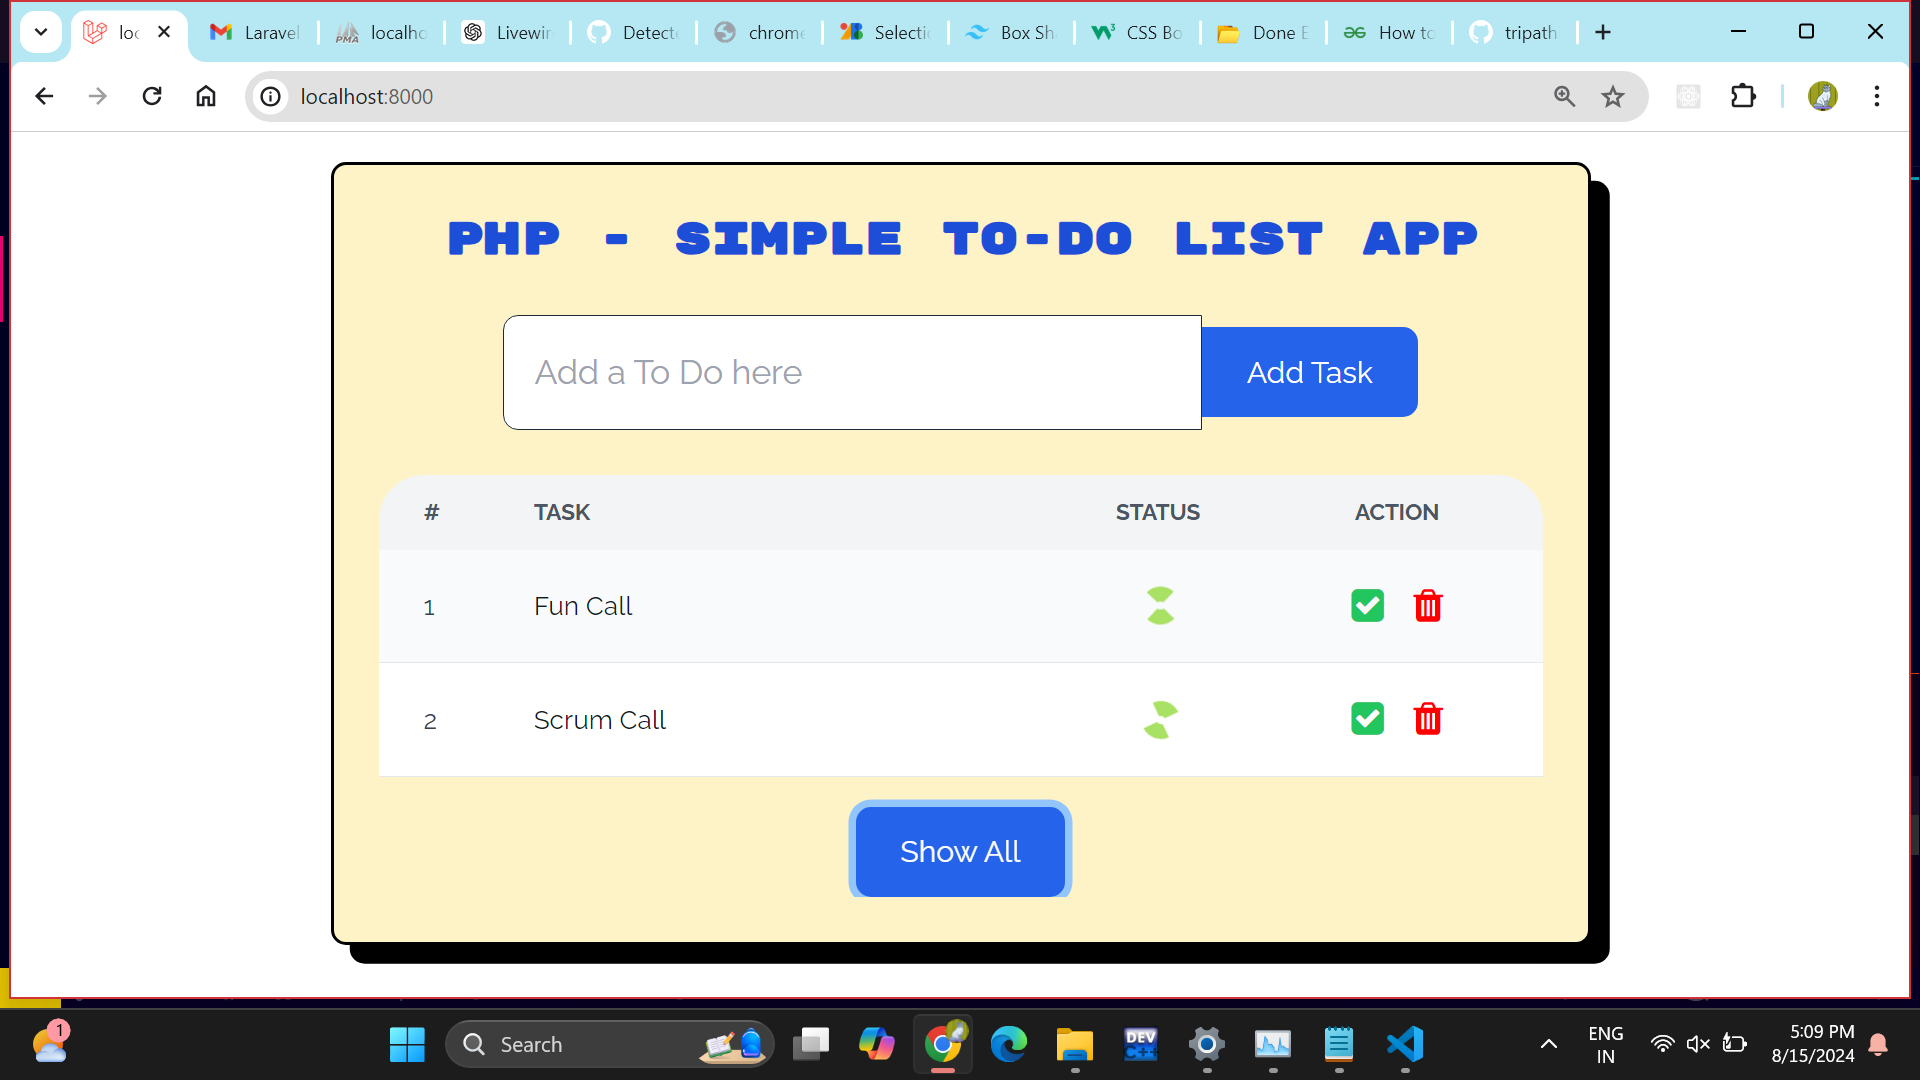 loc
Laravel
localho
Livewir
Detect
chrome
Selecti
Box Sh
CSS Bo
Done E
How to
tripath
PMA
localhost:8000
PHP - SIMPLE TO-DO LIST APP
Add a To Do here
Add Task
# TASK STATUS ACTION
1 Fun Call
2 Scrum Call
Show All
1
Search
DEV
C++
ENG
IN
5:09 PM
8/15/2024